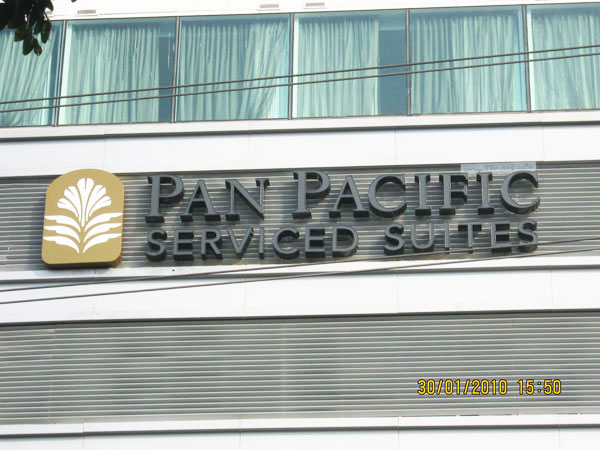 PAN PACIFIC
SERVICED SUITES
30/01/2010 15:50